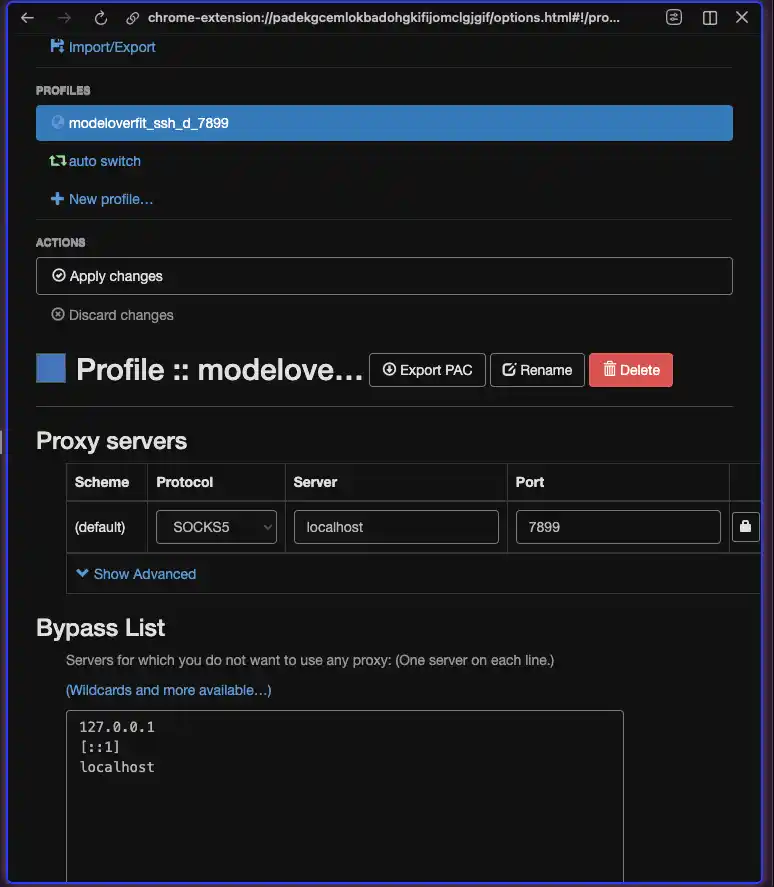 chrome-extension://padekgcemlokbadohgkifijomclgjgif/options.html#!/pro...
Import/Export
PROFILES
modeloverfit_ssh_d_7899
auto switch
New profile…
ACTIONS
Apply changes
Discard changes
Profile :: modelove…
Export PAC
Rename
Delete
Proxy servers
Scheme Protocol Server Port
(default) SOCKS5 localhost 7899
Show Advanced
Bypass List
Servers for which you do not want to use any proxy: (One server on each line.)
(Wildcards and more available…)
127.0.0.1
[::1]
localhost